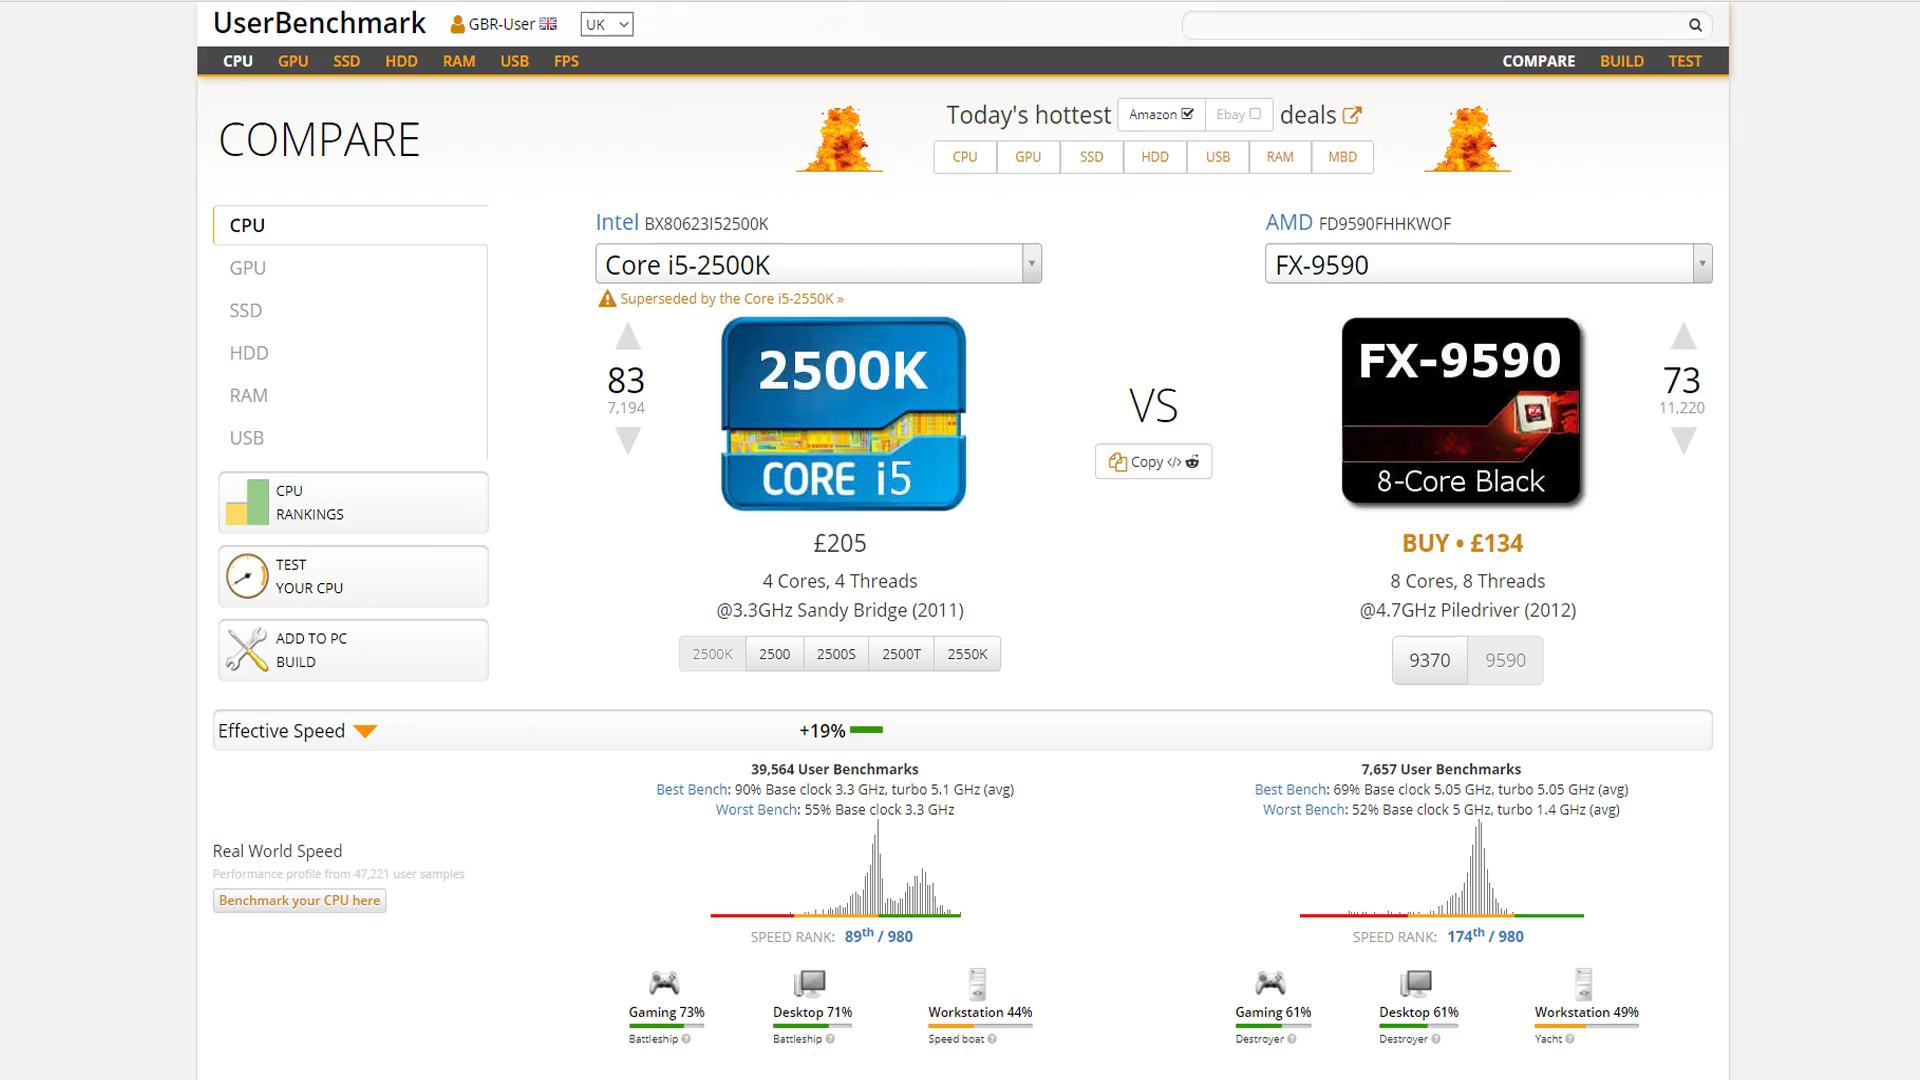 UserBenchmark GBR-User UK
CPU GPU SSD HDD RAM USB FPS COMPARE BUILD TEST
COMPARE
Today's hottest Amazon Ebay deals
CPU GPU SSD HDD USB RAM MBD
CPU
GPU
SSD
HDD
RAM
USB
CPU
RANKINGS
TEST
YOUR CPU
ADD TO PC
BUILD
Intel BX80623I52500K
Core i5-2500K
Superseded by the Core i5-2550K »
83
7,194
2500K
CORE i5
£205
4 Cores, 4 Threads
@3.3GHz Sandy Bridge (2011)
2500K 2500 2500S 2500T 2550K
VS
Copy </>
AMD FD9590FHHKWOF
FX-9590
FX-9590
8-Core Black
73
11,220
BUY • £134
8 Cores, 8 Threads
@4.7GHz Piledriver (2012)
9370 9590
Effective Speed +19%
Real World Speed
Performance profile from 47,221 user samples
Benchmark your CPU here
39,564 User Benchmarks
Best Bench: 90% Base clock 3.3 GHz, turbo 5.1 GHz (avg)
Worst Bench: 55% Base clock 3.3 GHz
SPEED RANK: 89th / 980
Gaming 73% Desktop 71% Workstation 44%
Battleship Battleship Speed boat
7,657 User Benchmarks
Best Bench: 69% Base clock 5.05 GHz, turbo 5.05 GHz (avg)
Worst Bench: 52% Base clock 5 GHz, turbo 1.4 GHz (avg)
SPEED RANK: 174th / 980
Gaming 61% Desktop 61% Workstation 49%
Destroyer Destroyer Yacht